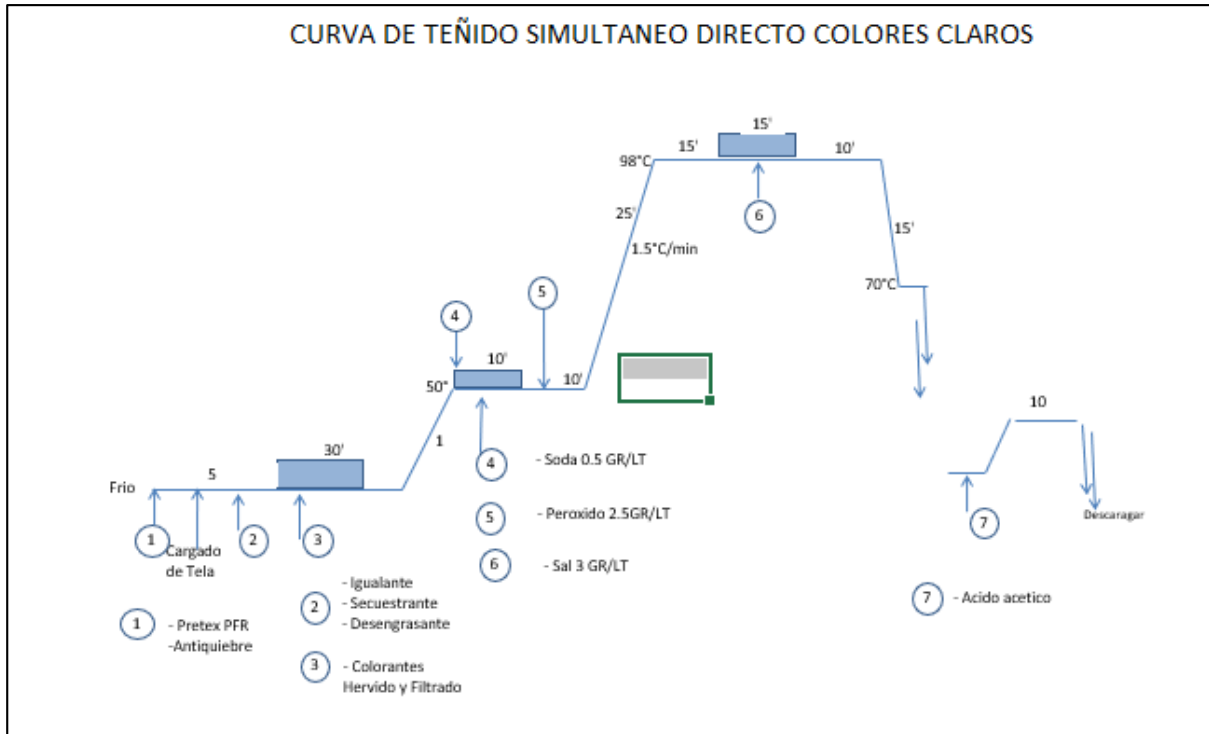 CURVA DE TEÑIDO SIMULTANEO DIRECTO COLORES CLAROS
15'
15'
10'
98°C
6
25'
15'
1.5°C/min
70°C
5
4
10'
50°
10'
10
1
30'
4
- Soda 0.5 GR/LT
5
Frio
5
- Peroxido 2.5GR/LT
7
Descaragar
1
Cargado
de Tela
2
3
6
- Sal 3 GR/LT
1
- Pretex PFR
-Antiquiebre
2
- Igualante
- Secuestrante
- Desengrasante
7
- Acido acetico
3
- Colorantes
Hervido y Filtrado